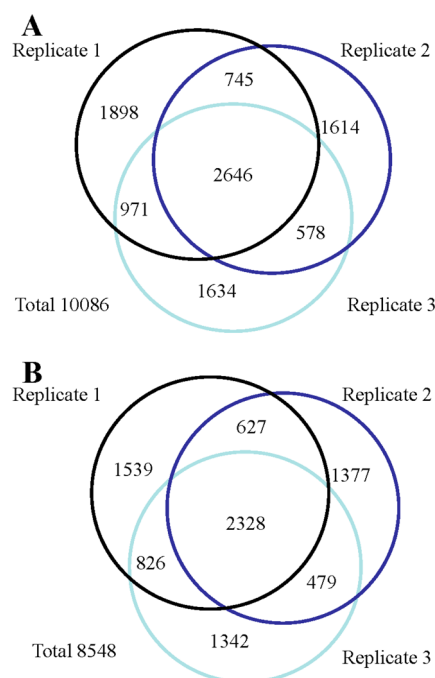 A
Replicate 1
Replicate 2
745
1898
1614
2646
971
578
1634
Total 10086
Replicate 3
B
Replicate 1
Replicate 2
627
1539
1377
2328
826
479
1342
Total 8548
Replicate 3